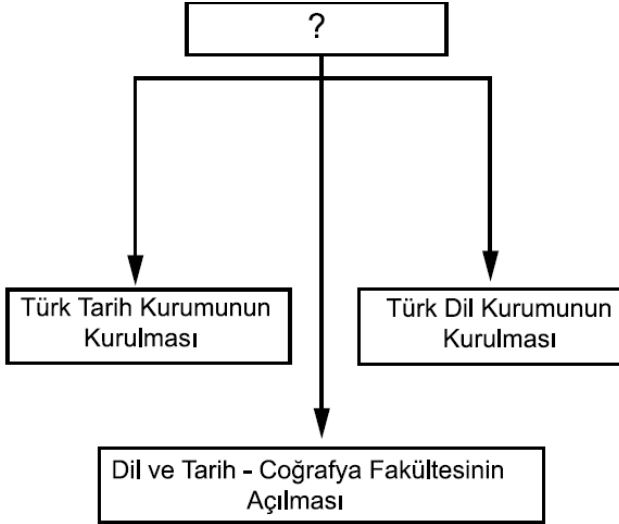 ?
Türk Tarih Kurumunun
Kurulması
Türk Dil Kurumunun
Kurulması
Dil ve Tarih - Coğrafya Fakültesinin
Açılması